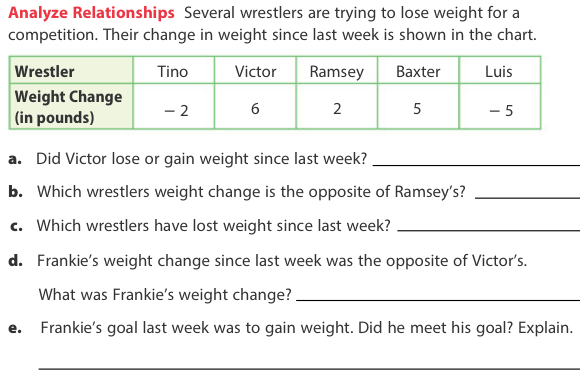 Analyze Relationships Several wrestlers are trying to lose weight for a
competition. Their change in weight since last week is shown in the chart.
Wrestler Tino Victor Ramsey Baxter Luis
Weight Change
(in pounds) − 2 6 2 5 − 5
a. Did Victor lose or gain weight since last week?
b. Which wrestlers weight change is the opposite of Ramsey’s?
c. Which wrestlers have lost weight since last week?
d. Frankie’s weight change since last week was the opposite of Victor’s.
What was Frankie’s weight change?
e. Frankie’s goal last week was to gain weight. Did he meet his goal? Explain.